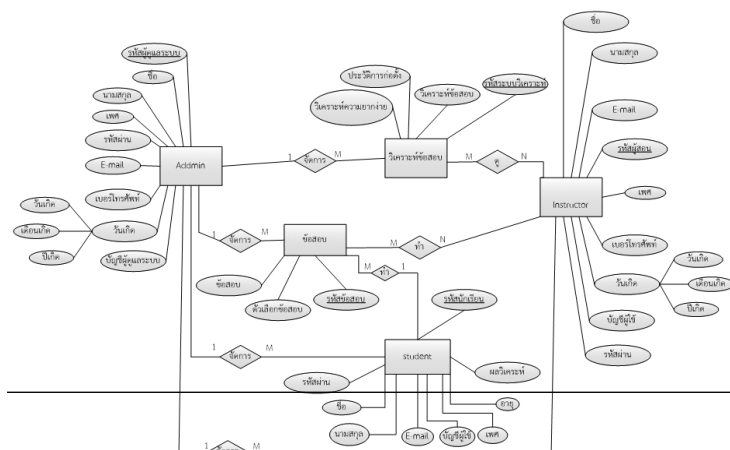 ชื่อ
นามสกุล
E-mail
รหัสผู้สอน
เพศ
เบอร์โทรศัพท์
วันเกิด
วันเกิด
เดือนเกิด
ปีเกิด
บัญชีผู้ใช้
รหัสผ่าน
Instructor
รหัสผู้ดูแลระบบ
ชื่อ
นามสกุล
เพศ
รหัสผ่าน
E-mail
เบอร์โทรศัพท์
วันเกิด
วันเกิด
เดือนเกิด
ปีเกิด
บัญชีผู้ดูแลระบบ
Addmin
1 จัดการ M
ประวัติการก่อตั้ง
วิเคราะห์ความยากง่าย
วิเคราะห์ข้อสอบ
รหัสระบบวิเคราะห์
วิเคราะห์ข้อสอบ
M ดู N
1 จัดการ M
ข้อสอบ
M ทำ N
ข้อสอบ
ตัวเลือกข้อสอบ
รหัสข้อสอบ
M ทำ 1
รหัสนักเรียน
1 จัดการ M
student
รหัสผ่าน
ผลวิเคระท์
ชื่อ
นามสกุล
E-mail
บัญชีผู้ใช้
เพศ
อายุ
1 M